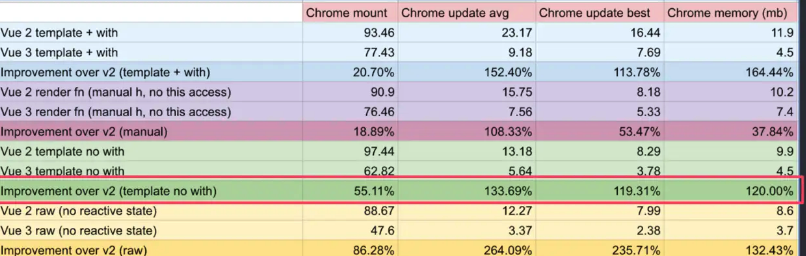 Chrome mount Chrome update avg Chrome update best Chrome memory (mb)
Vue 2 template + with 93.46 23.17 16.44 11.9
Vue 3 template + with 77.43 9.18 7.69 4.5
Improvement over v2 (template + with) 20.70% 152.40% 113.78% 164.44%
Vue 2 render fn (manual h, no this access) 90.9 15.75 8.18 10.2
Vue 3 render fn (manual h, no this access) 76.46 7.56 5.33 7.4
Improvement over v2 (manual) 18.89% 108.33% 53.47% 37.84%
Vue 2 template no with 97.44 13.18 8.29 9.9
Vue 3 template no with 62.82 5.64 3.78 4.5
Improvement over v2 (template no with) 55.11% 133.69% 119.31% 120.00%
Vue 2 raw (no reactive state) 88.67 12.27 7.99 8.6
Vue 3 raw (no reactive state) 47.6 3.37 2.38 3.7
Improvement over v2 (raw) 86.28% 264.09% 235.71% 132.43%